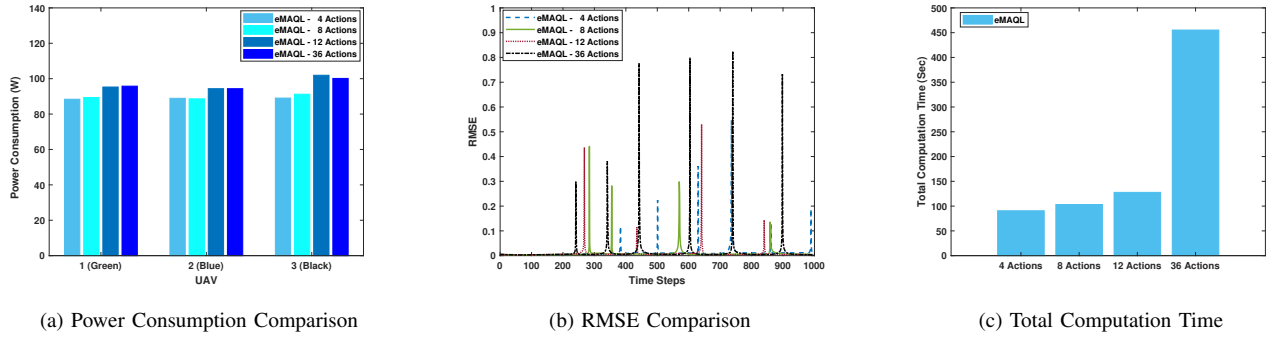 140
120
100
80
60
40
20
0
Power Consumption (W)
eMAQL - 4 Actions
eMAQL - 8 Actions
eMAQL - 12 Actions
eMAQL - 36 Actions
1 (Green)
2 (Blue)
3 (Black)
UAV
(a) Power Consumption Comparison
1
0.9
0.8
0.7
0.6
0.5
0.4
0.3
0.2
0.1
0
RMSE
eMAQL - 4 Actions
eMAQL - 8 Actions
eMAQL - 12 Actions
eMAQL - 36 Actions
0
100
200
300
400
500
600
700
800
900
1000
Time Steps
(b) RMSE Comparison
500
450
400
350
300
250
200
150
100
50
0
Total Computation Time (Sec)
eMAQL
4 Actions
8 Actions
12 Actions
36 Actions
(c) Total Computation Time